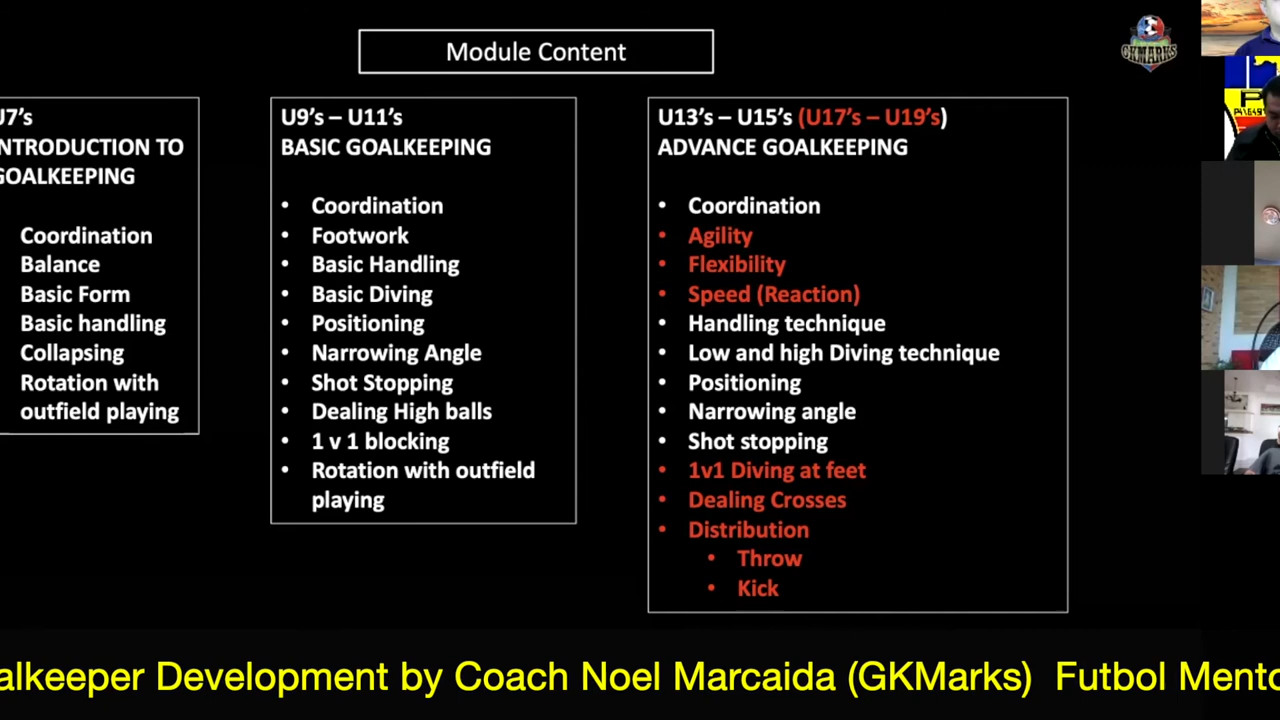 Module Content
GKMARKS
U7's
INTRODUCTION TO
GOALKEEPING
Coordination
Balance
Basic Form
Basic handling
Collapsing
Rotation with
outfield playing
U9's – U11's
BASIC GOALKEEPING
• Coordination
• Footwork
• Basic Handling
• Basic Diving
• Positioning
• Narrowing Angle
• Shot Stopping
• Dealing High balls
• 1 v 1 blocking
• Rotation with outfield
playing
U13's – U15's (U17's – U19's)
ADVANCE GOALKEEPING
• Coordination
• Agility
• Flexibility
• Speed (Reaction)
• Handling technique
• Low and high Diving technique
• Positioning
• Narrowing angle
• Shot stopping
• 1v1 Diving at feet
• Dealing Crosses
• Distribution
• Throw
• Kick
alkeeper Development by Coach Noel Marcaida (GKMarks) Futbol Mento